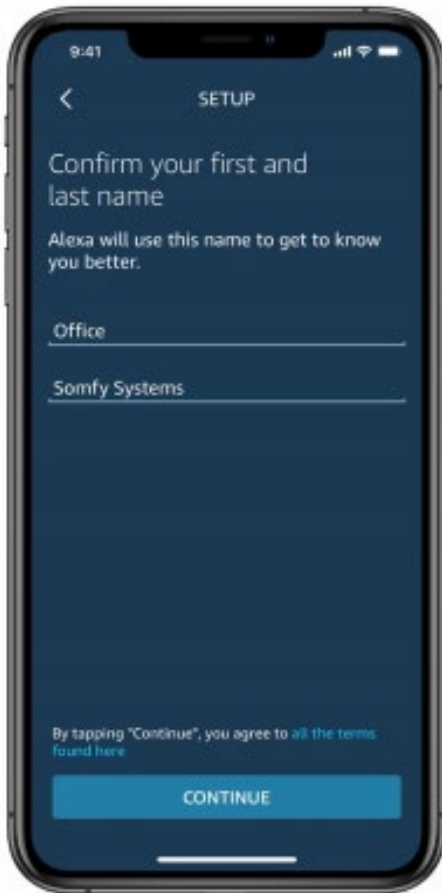 9:41
SETUP
Confirm your first and
last name
Alexa will use this name to get to know
you better.
Office
Somfy Systems
By tapping "Continue", you agree to all the terms
found here
CONTINUE